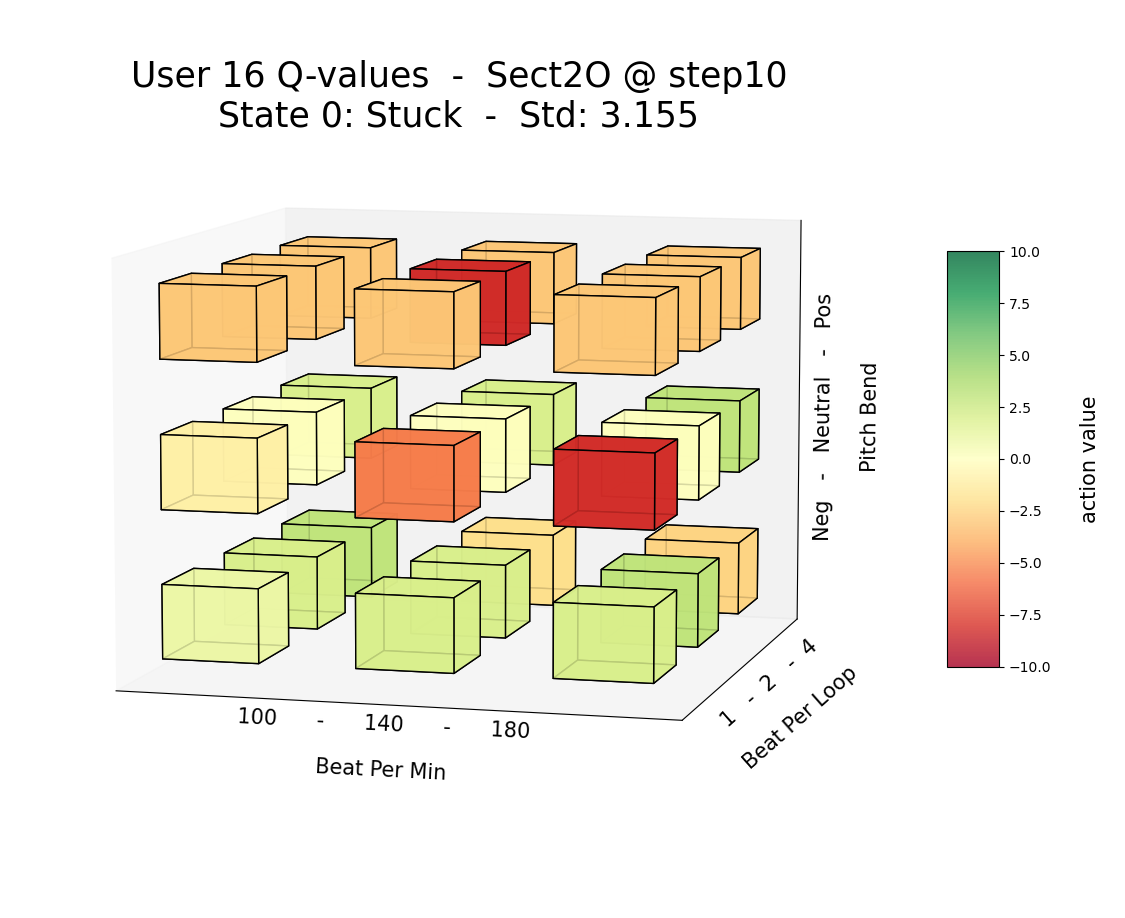 User 16 Q-values  -  Sect2O @ step10
State 0: Stuck  -  Std: 3.155
Neg   -   Neutral   -   Pos
Pitch Bend
1  -  2  -  4
Beat Per Loop
100   -   140   -   180
Beat Per Min
10.0
7.5
5.0
2.5
0.0
−2.5
−5.0
−7.5
−10.0
action value